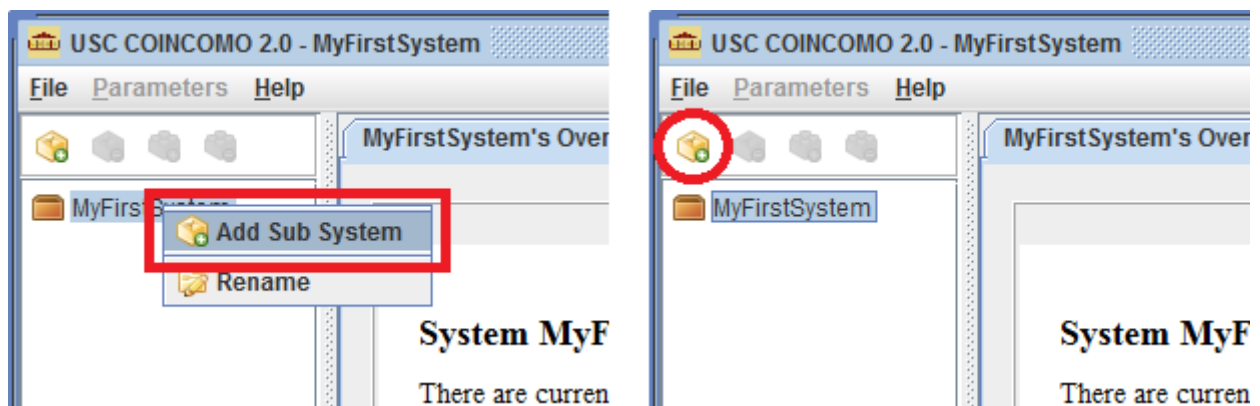 USC COINCOMO 2.0 - MyFirstSystem
File Parameters Help
MyFirstSystem's Over
MyFirstSystem
Add Sub System
Rename
System MyF
There are curren
USC COINCOMO 2.0 - MyFirstSystem
File Parameters Help
MyFirstSystem's Over
MyFirstSystem
System MyF
There are curren